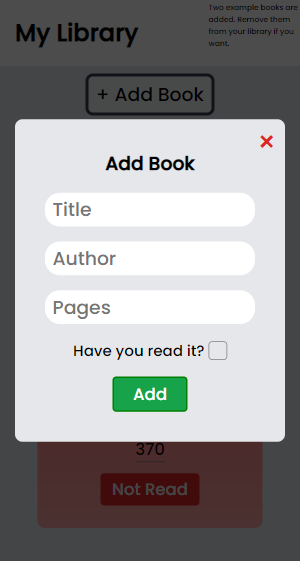 My Library
Two example books are
added. Remove them
from your library if you
want.
+ Add Book
×
Add Book
Title
Author
Pages
Have you read it?
Add
370
Not Read